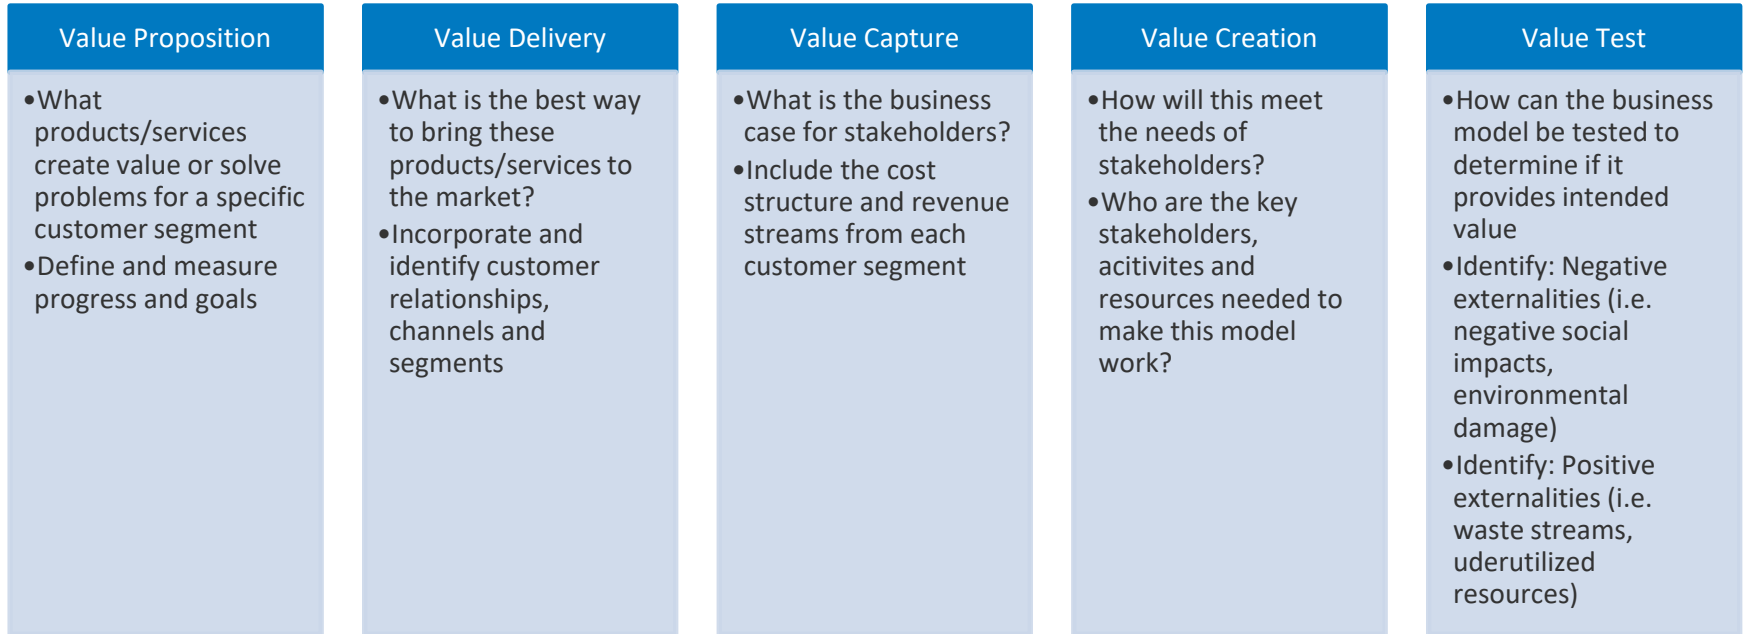 Value Proposition
•What
products/services
create value or solve
problems for a specific
customer segment
•Define and measure
progress and goals
Value Delivery
•What is the best way
to bring these
products/services to
the market?
•Incorporate and
identify customer
relationships,
channels and
segments
Value Capture
•What is the business
case for stakeholders?
•Include the cost
structure and revenue
streams from each
customer segment
Value Creation
•How will this meet
the needs of
stakeholders?
•Who are the key
stakeholders,
acitivites and
resources needed to
make this model
work?
Value Test
•How can the business
model be tested to
determine if it
provides intended
value
•Identify: Negative
externalities (i.e.
negative social
impacts,
environmental
damage)
•Identify: Positive
externalities (i.e.
waste streams,
uderutilized
resources)